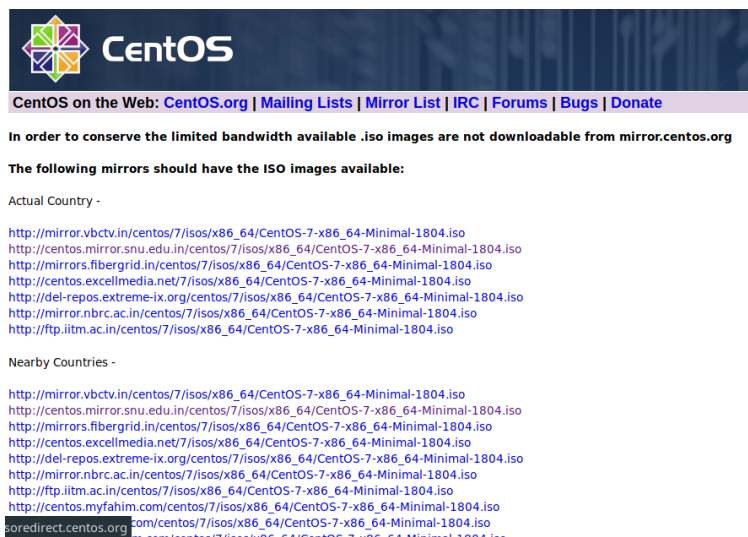 CentOS
CentOS on the Web: CentOS.org | Mailing Lists | Mirror List | IRC | Forums | Bugs | Donate
In order to conserve the limited bandwidth available .iso images are not downloadable from mirror.centos.org
The following mirrors should have the ISO images available:
Actual Country -
http://mirror.vbctv.in/centos/7/isos/x86_64/CentOS-7-x86_64-Minimal-1804.iso
http://centos.mirror.snu.edu.in/centos/7/isos/x86_64/CentOS-7-x86_64-Minimal-1804.iso
http://mirrors.fibergrid.in/centos/7/isos/x86_64/CentOS-7-x86_64-Minimal-1804.iso
http://centos.excellmedia.net/7/isos/x86_64/CentOS-7-x86_64-Minimal-1804.iso
http://del-repos.extreme-ix.org/centos/7/isos/x86_64/CentOS-7-x86_64-Minimal-1804.iso
http://mirror.nbrc.ac.in/centos/7/isos/x86_64/CentOS-7-x86_64-Minimal-1804.iso
http://ftp.iitm.ac.in/centos/7/isos/x86_64/CentOS-7-x86_64-Minimal-1804.iso
Nearby Countries -
http://mirror.vbctv.in/centos/7/isos/x86_64/CentOS-7-x86_64-Minimal-1804.iso
http://centos.mirror.snu.edu.in/centos/7/isos/x86_64/CentOS-7-x86_64-Minimal-1804.iso
http://mirrors.fibergrid.in/centos/7/isos/x86_64/CentOS-7-x86_64-Minimal-1804.iso
http://centos.excellmedia.net/7/isos/x86_64/CentOS-7-x86_64-Minimal-1804.iso
http://del-repos.extreme-ix.org/centos/7/isos/x86_64/CentOS-7-x86_64-Minimal-1804.iso
http://mirror.nbrc.ac.in/centos/7/isos/x86_64/CentOS-7-x86_64-Minimal-1804.iso
http://ftp.iitm.ac.in/centos/7/isos/x86_64/CentOS-7-x86_64-Minimal-1804.iso
http://centos.myfahim.com/centos/7/isos/x86_64/CentOS-7-x86_64-Minimal-1804.iso
com/centos/7/isos/x86_64/CentOS-7-x86_64-Minimal-1804.iso
soredirect.centos.org